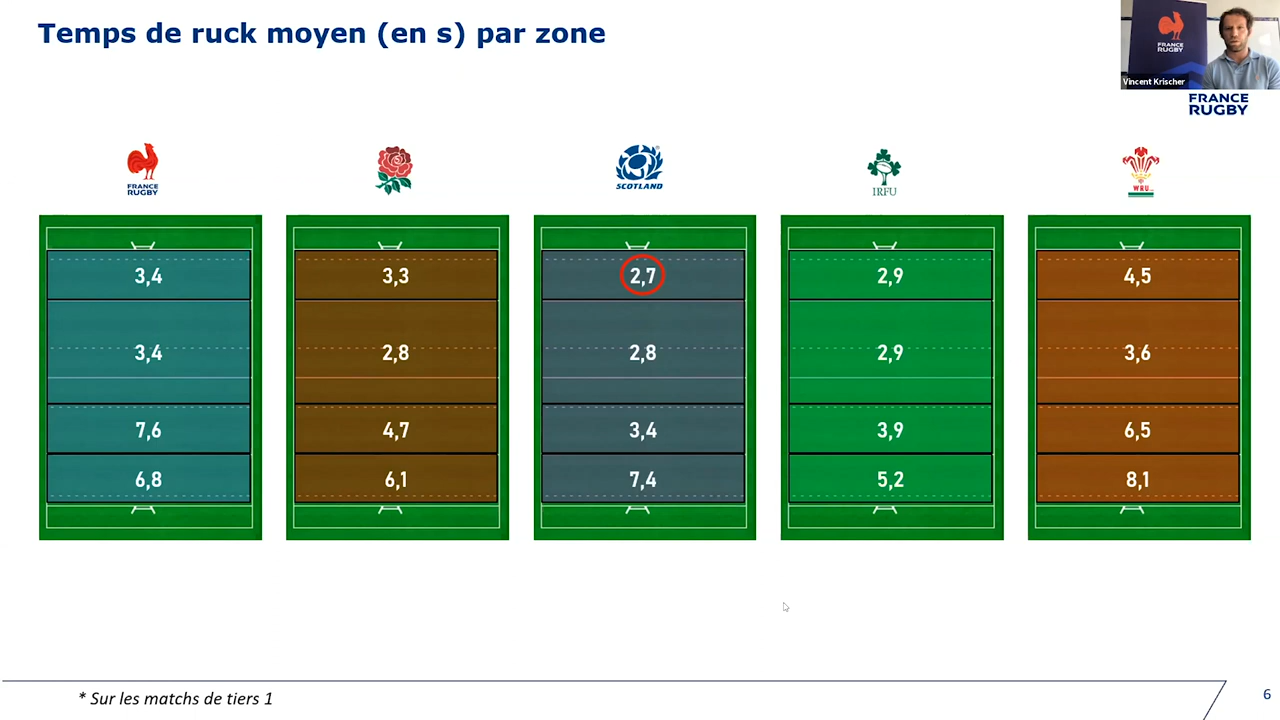 Temps de ruck moyen (en s) par zone
FRANCE
RUGBY
Vincent Krischer
FRANCE
RUGBY
FRANCE
RUGBY
SCOTLAND
IRFU
WRU
3,4
3,3
2,7
2,9
4,5
3,4
2,8
2,8
2,9
3,6
7,6
4,7
3,4
3,9
6,5
6,8
6,1
7,4
5,2
8,1
* Sur les matchs de tiers 1
6